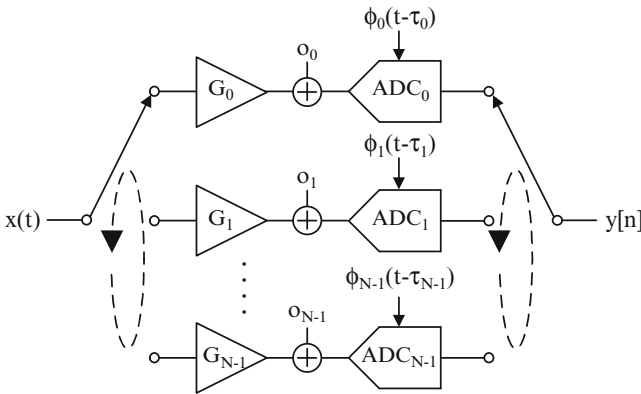 ϕ₀(t-τ₀)
o₀
G₀
ADC₀
ϕ₁(t-τ₁)
o₁
x(t)
G₁
ADC₁
y[n]
ϕN-1(t-τN-1)
oN-1
GN-1
ADCN-1